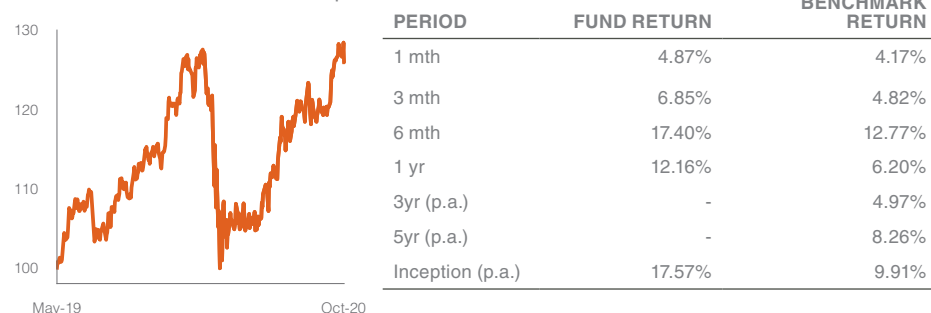 130
120
110
100
May-19 Oct-20
BENCHMARK
PERIOD FUND RETURN RETURN
1 mth 4.87% 4.17%
3 mth 6.85% 4.82%
6 mth 17.40% 12.77%
1 yr 12.16% 6.20%
3yr (p.a.) - 4.97%
5yr (p.a.) - 8.26%
Inception (p.a.) 17.57% 9.91%